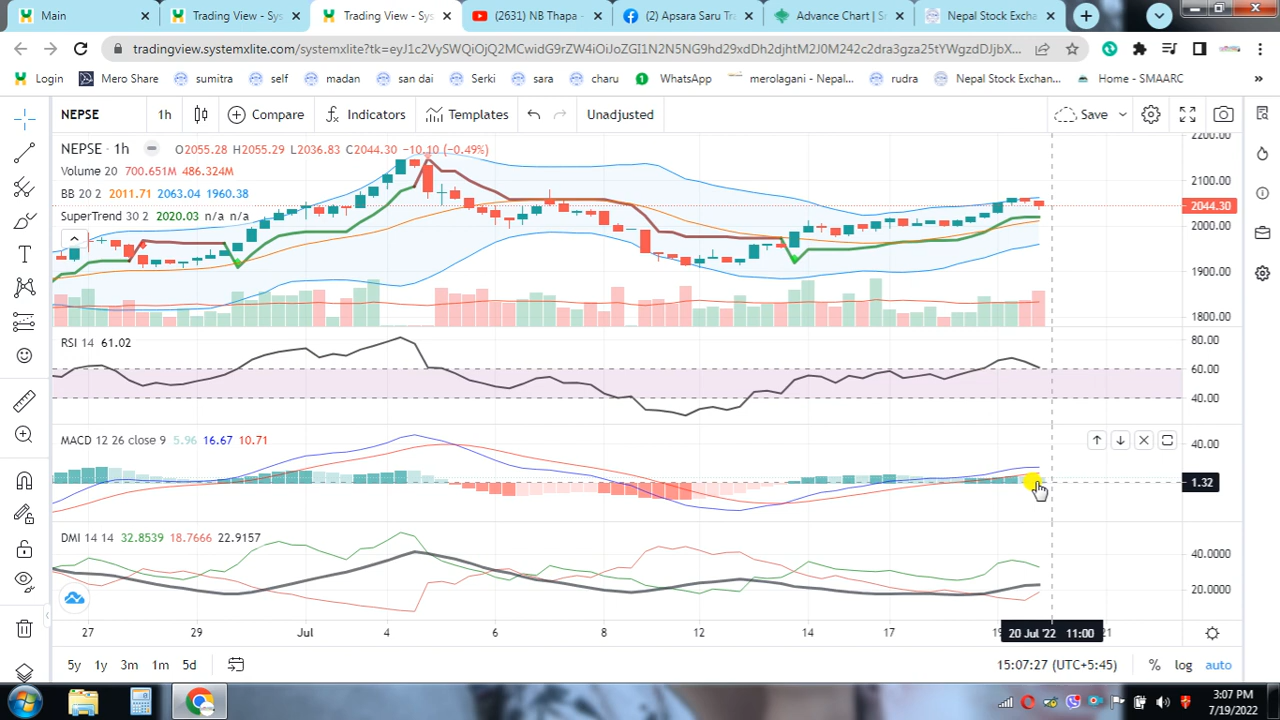 Main
Trading View - Sys
Trading View - Sys
(2631) NB Thapa -
(2) Apsara Saru Tra
Advance Chart | S
Nepal Stock Excha
tradingview.systemxlite.com/systemxlite?tk=
Login
Mero Share
sumitra
self
madan
san dai
Serki
sara
charu
WhatsApp
merolagani - Nepal...
rudra
Nepal Stock Exchan...
Home - SMAARC
»
NEPSE
1h
Compare
Indicators
Templates
Unadjusted
Save
NEPSE · 1h
O2055.28 H2055.29 L2036.83 C2044.30 −10.10 (−0.49%)
2200.00
Volume 20 700.651M 486.324M
2100.00
BB 20 2 2011.71 2063.04 1960.38
2044.30
SuperTrend 30 2 2020.03 n/a n/a
2000.00
1900.00
1800.00
RSI 14 61.02
80.00
60.00
40.00
MACD 12 26 close 9 5.96 16.67 10.71
40.00
1.32
DMI 14 14 32.8539 18.7666 22.9157
40.0000
20.0000
27
29
Jul
4
6
8
12
14
17
20 Jul '22 11:00
21
5y
1y
3m
1m
5d
15:07:27 (UTC+5:45)
%
log
auto
3:07 PM
7/19/2022